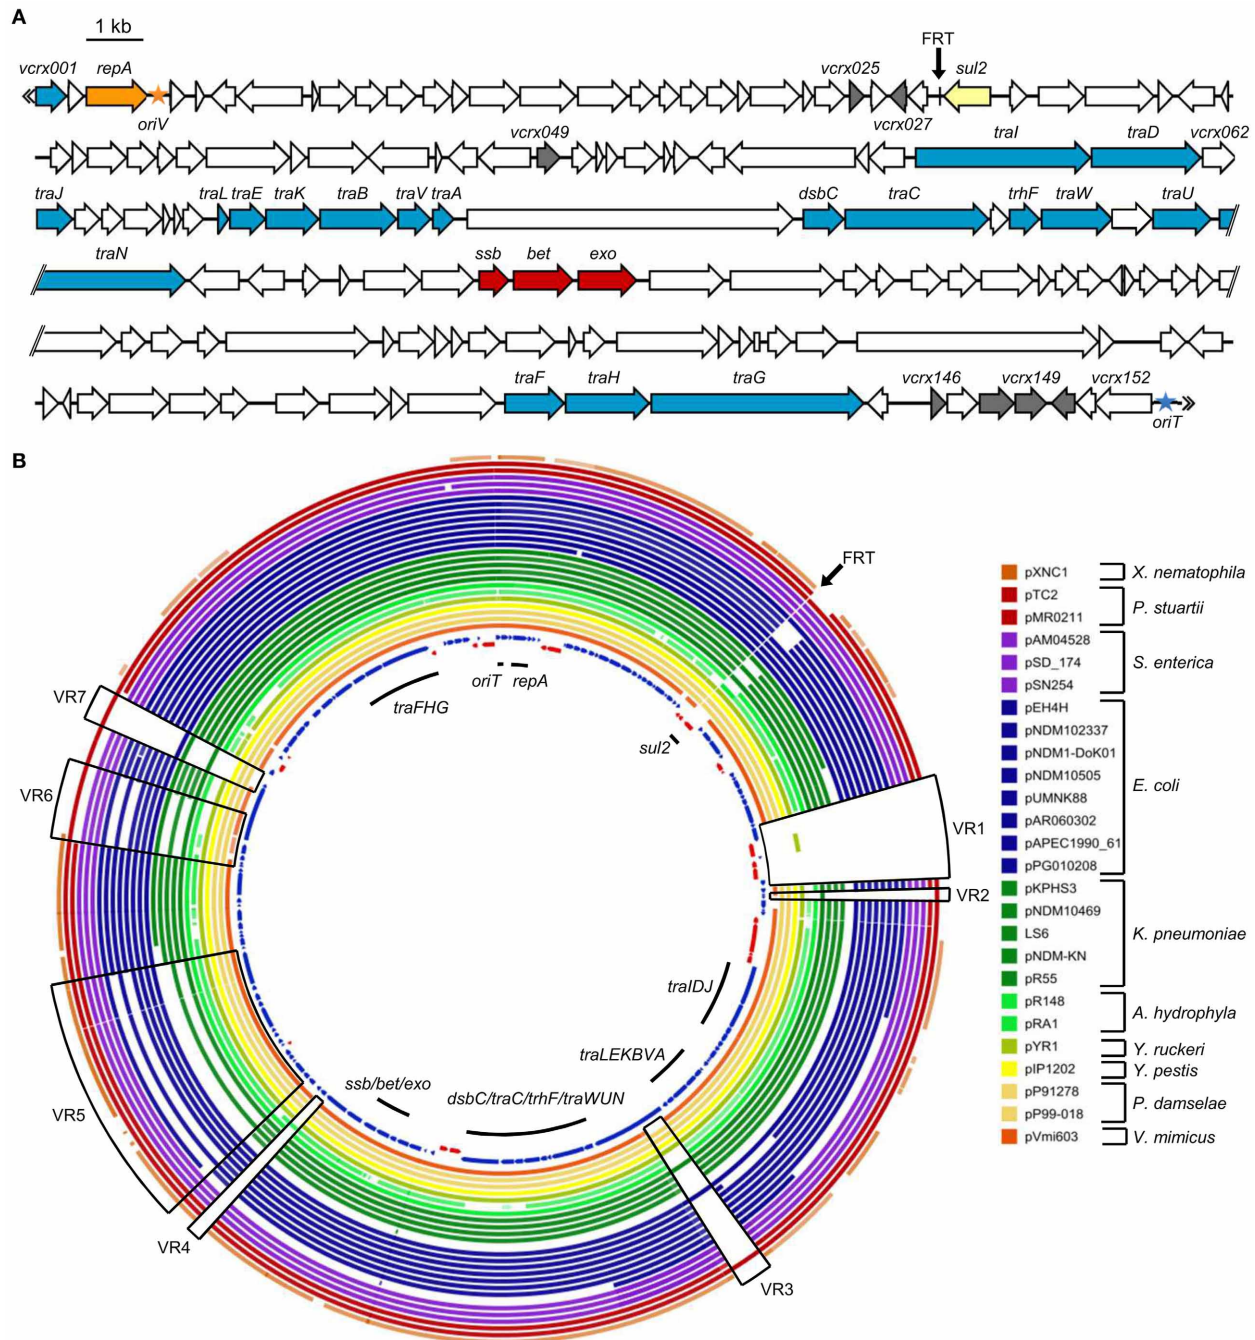 A
1 kb
FRT
vcrx001 repA vcrx025 sul2
oriV vcrx049 vcrx027 traI traD vcrx062
traJ traL traE traK traB traV traA dsbC traC trhF traW traU
traN ssb bet exo
traF traH traG vcrx146 vcrx149 vcrx152
oriT
B
FRT
oriT repA
traFHG
sul2
VR7
VR6
VR1
VR2
traIDJ
traLEKBVA
ssb/bet/exo
dsbC/traC/trhF/traWUN
VR5
VR4
VR3
pXNC1 X. nematophila
pTC2
P. stuartii
pMR0211
pAM04528
pSD_174 S. enterica
pSN254
pEH4H
pNDM102337
pNDM1-DoK01
pNDM10505 E. coli
pUMNK88
pAR060302
pAPEC1990_61
pPG010208
pKPHS3
pNDM10469
LS6 K. pneumoniae
pNDM-KN
pR55
pR148
A. hydrophyla
pRA1
pYR1 Y. ruckeri
pIP1202 Y. pestis
pP91278
P. damselae
pP99-018
pVmi603 V. mimicus